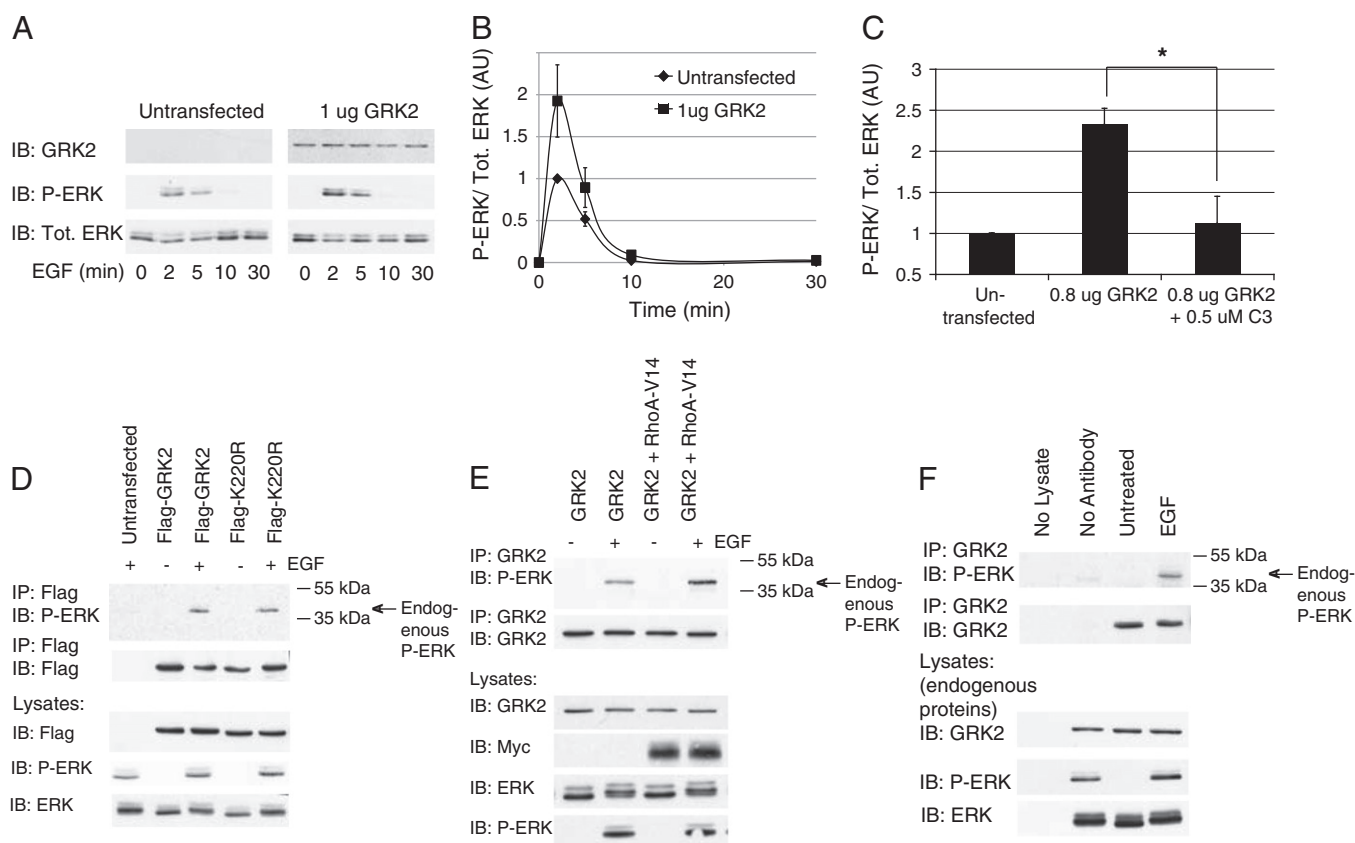 A
Untransfected 1 ug GRK2
IB: GRK2
IB: P-ERK
IB: Tot. ERK
EGF (min) 0 2 5 10 30 0 2 5 10 30
B
P-ERK/ Tot. ERK (AU)
2
1.5
1
0.5
0
Untransfected
1ug GRK2
0 10 20 30
Time (min)
C
P-ERK/ Tot. ERK (AU)
3
2.5
2
1.5
1
0.5
*
Un-
transfected
0.8 ug GRK2
0.8 ug GRK2
+ 0.5 uM C3
D
Untransfected
Flag-GRK2
Flag-GRK2
Flag-K220R
Flag-K220R
+ - + - + EGF
IP: Flag
IB: P-ERK
55 kDa
35 kDa
Endog-
enous
P-ERK
IP: Flag
IB: Flag
Lysates:
IB: Flag
IB: P-ERK
IB: ERK
E
GRK2
GRK2
GRK2 + RhoA-V14
GRK2 + RhoA-V14
- + - + EGF
IP: GRK2
IB: P-ERK
55 kDa
35 kDa
Endog-
enous
P-ERK
IP: GRK2
IB: GRK2
Lysates:
IB: GRK2
IB: Myc
IB: ERK
IB: P-ERK
F
No Lysate
No Antibody
Untreated
EGF
IP: GRK2
IB: P-ERK
55 kDa
35 kDa
Endog-
enous
P-ERK
IP: GRK2
IB: GRK2
Lysates:
(endogenous
proteins)
IB: GRK2
IB: P-ERK
IB: ERK